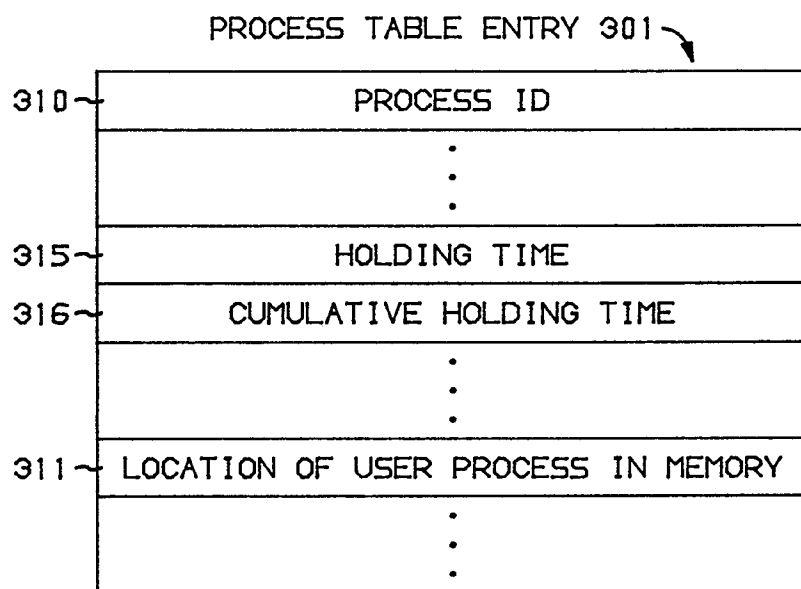 PROCESS TABLE ENTRY 301
310 PROCESS ID
315 HOLDING TIME
316 CUMULATIVE HOLDING TIME
311 LOCATION OF USER PROCESS IN MEMORY